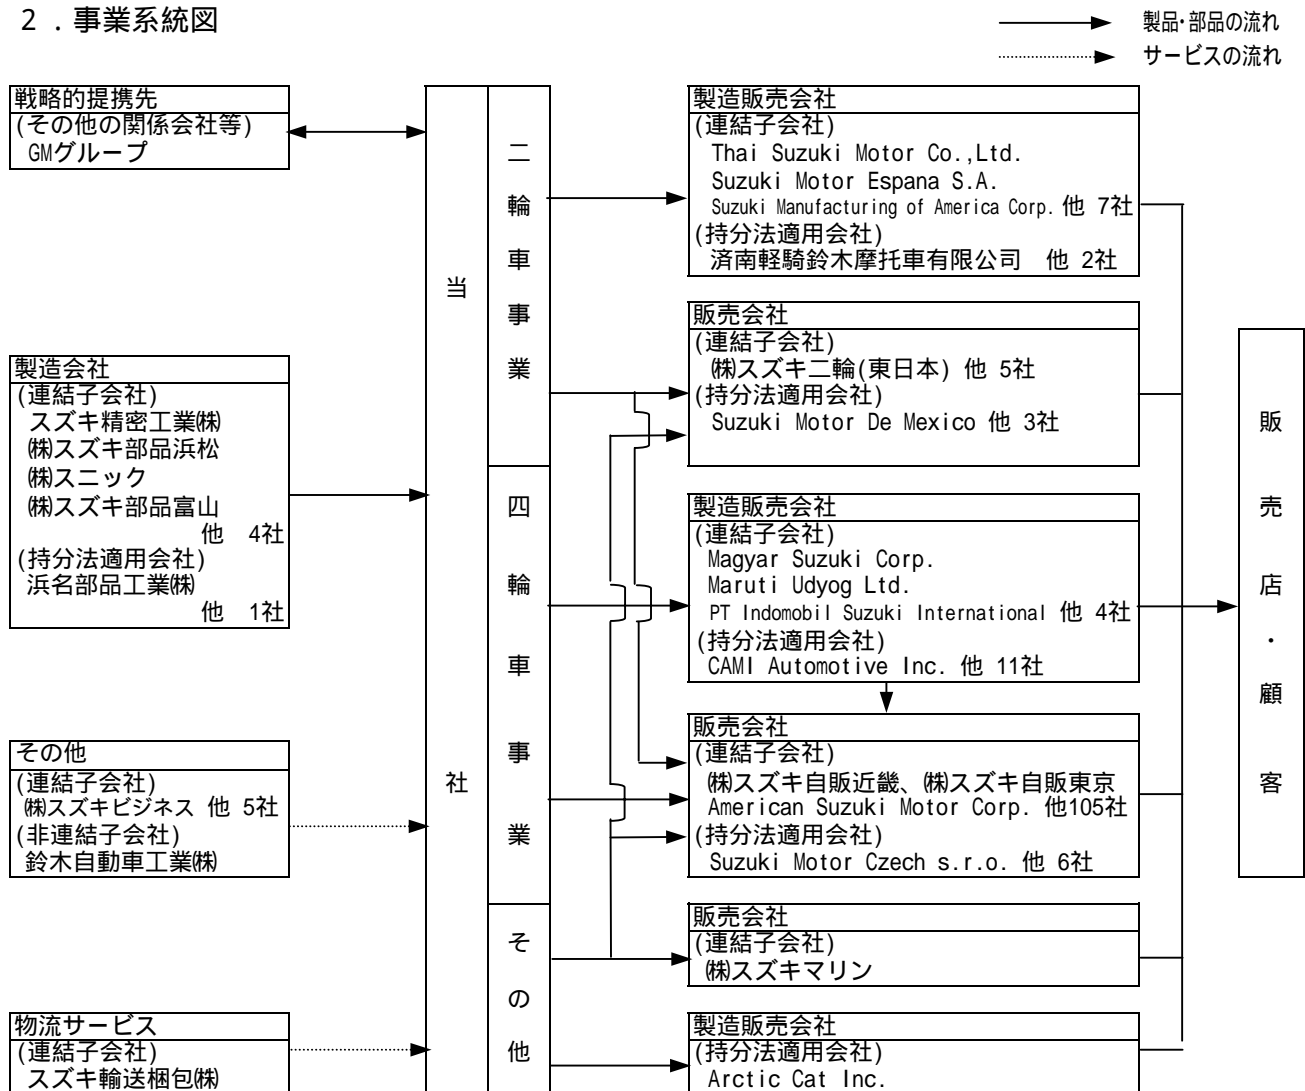 ２．事業系統図
製品・部品の流れ
サービスの流れ
戦略的提携先
(その他の関係会社等)
GMグループ
製造会社
(連結子会社)
スズキ精密工業㈱
㈱スズキ部品浜松
㈱スニック
㈱スズキ部品富山
他 4社
(持分法適用会社)
浜名部品工業㈱
他 1社
その他
(連結子会社)
㈱スズキビジネス 他 5社
(非連結子会社)
鈴木自動車工業㈱
物流サービス
(連結子会社)
スズキ輸送梱包㈱
当社
二輪車事業
四輪車事業
その他
製造販売会社
(連結子会社)
Thai Suzuki Motor Co.,Ltd.
Suzuki Motor Espana S.A.
Suzuki Manufacturing of America Corp. 他 7社
(持分法適用会社)
済南軽騎鈴木摩托車有限公司 他 2社
販売会社
(連結子会社)
㈱スズキ二輪(東日本) 他 5社
(持分法適用会社)
Suzuki Motor De Mexico 他 3社
製造販売会社
(連結子会社)
Magyar Suzuki Corp.
Maruti Udyog Ltd.
PT Indomobil Suzuki International 他 4社
(持分法適用会社)
CAMI Automotive Inc. 他 11社
販売会社
(連結子会社)
㈱スズキ自販近畿、㈱スズキ自販東京
American Suzuki Motor Corp. 他105社
(持分法適用会社)
Suzuki Motor Czech s.r.o. 他 6社
販売会社
(連結子会社)
㈱スズキマリン
製造販売会社
(持分法適用会社)
Arctic Cat Inc.
販売店・顧客